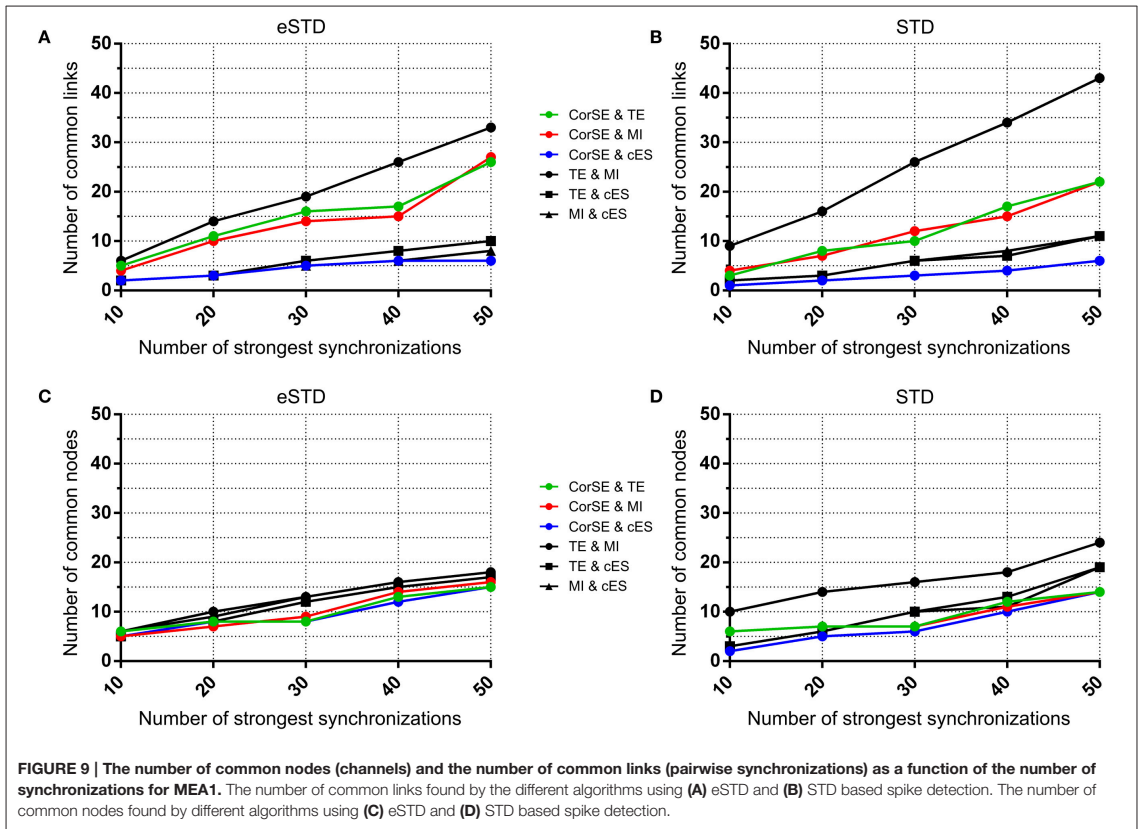 A
eSTD
50
40
30
20
10
0
Number of common links
10
20
30
40
50
Number of strongest synchronizations
CorSE & TE
CorSE & MI
CorSE & cES
TE & MI
TE & cES
MI & cES
B
STD
50
40
30
20
10
0
Number of common links
10
20
30
40
50
Number of strongest synchronizations
C
eSTD
50
40
30
20
10
0
Number of common nodes
10
20
30
40
50
Number of strongest synchronizations
CorSE & TE
CorSE & MI
CorSE & cES
TE & MI
TE & cES
MI & cES
D
STD
50
40
30
20
10
0
Number of common nodes
10
20
30
40
50
Number of strongest synchronizations
FIGURE 9 | The number of common nodes (channels) and the number of common links (pairwise synchronizations) as a function of the number of
synchronizations for MEA1. The number of common links found by the different algorithms using (A) eSTD and (B) STD based spike detection. The number of
common nodes found by different algorithms using (C) eSTD and (D) STD based spike detection.